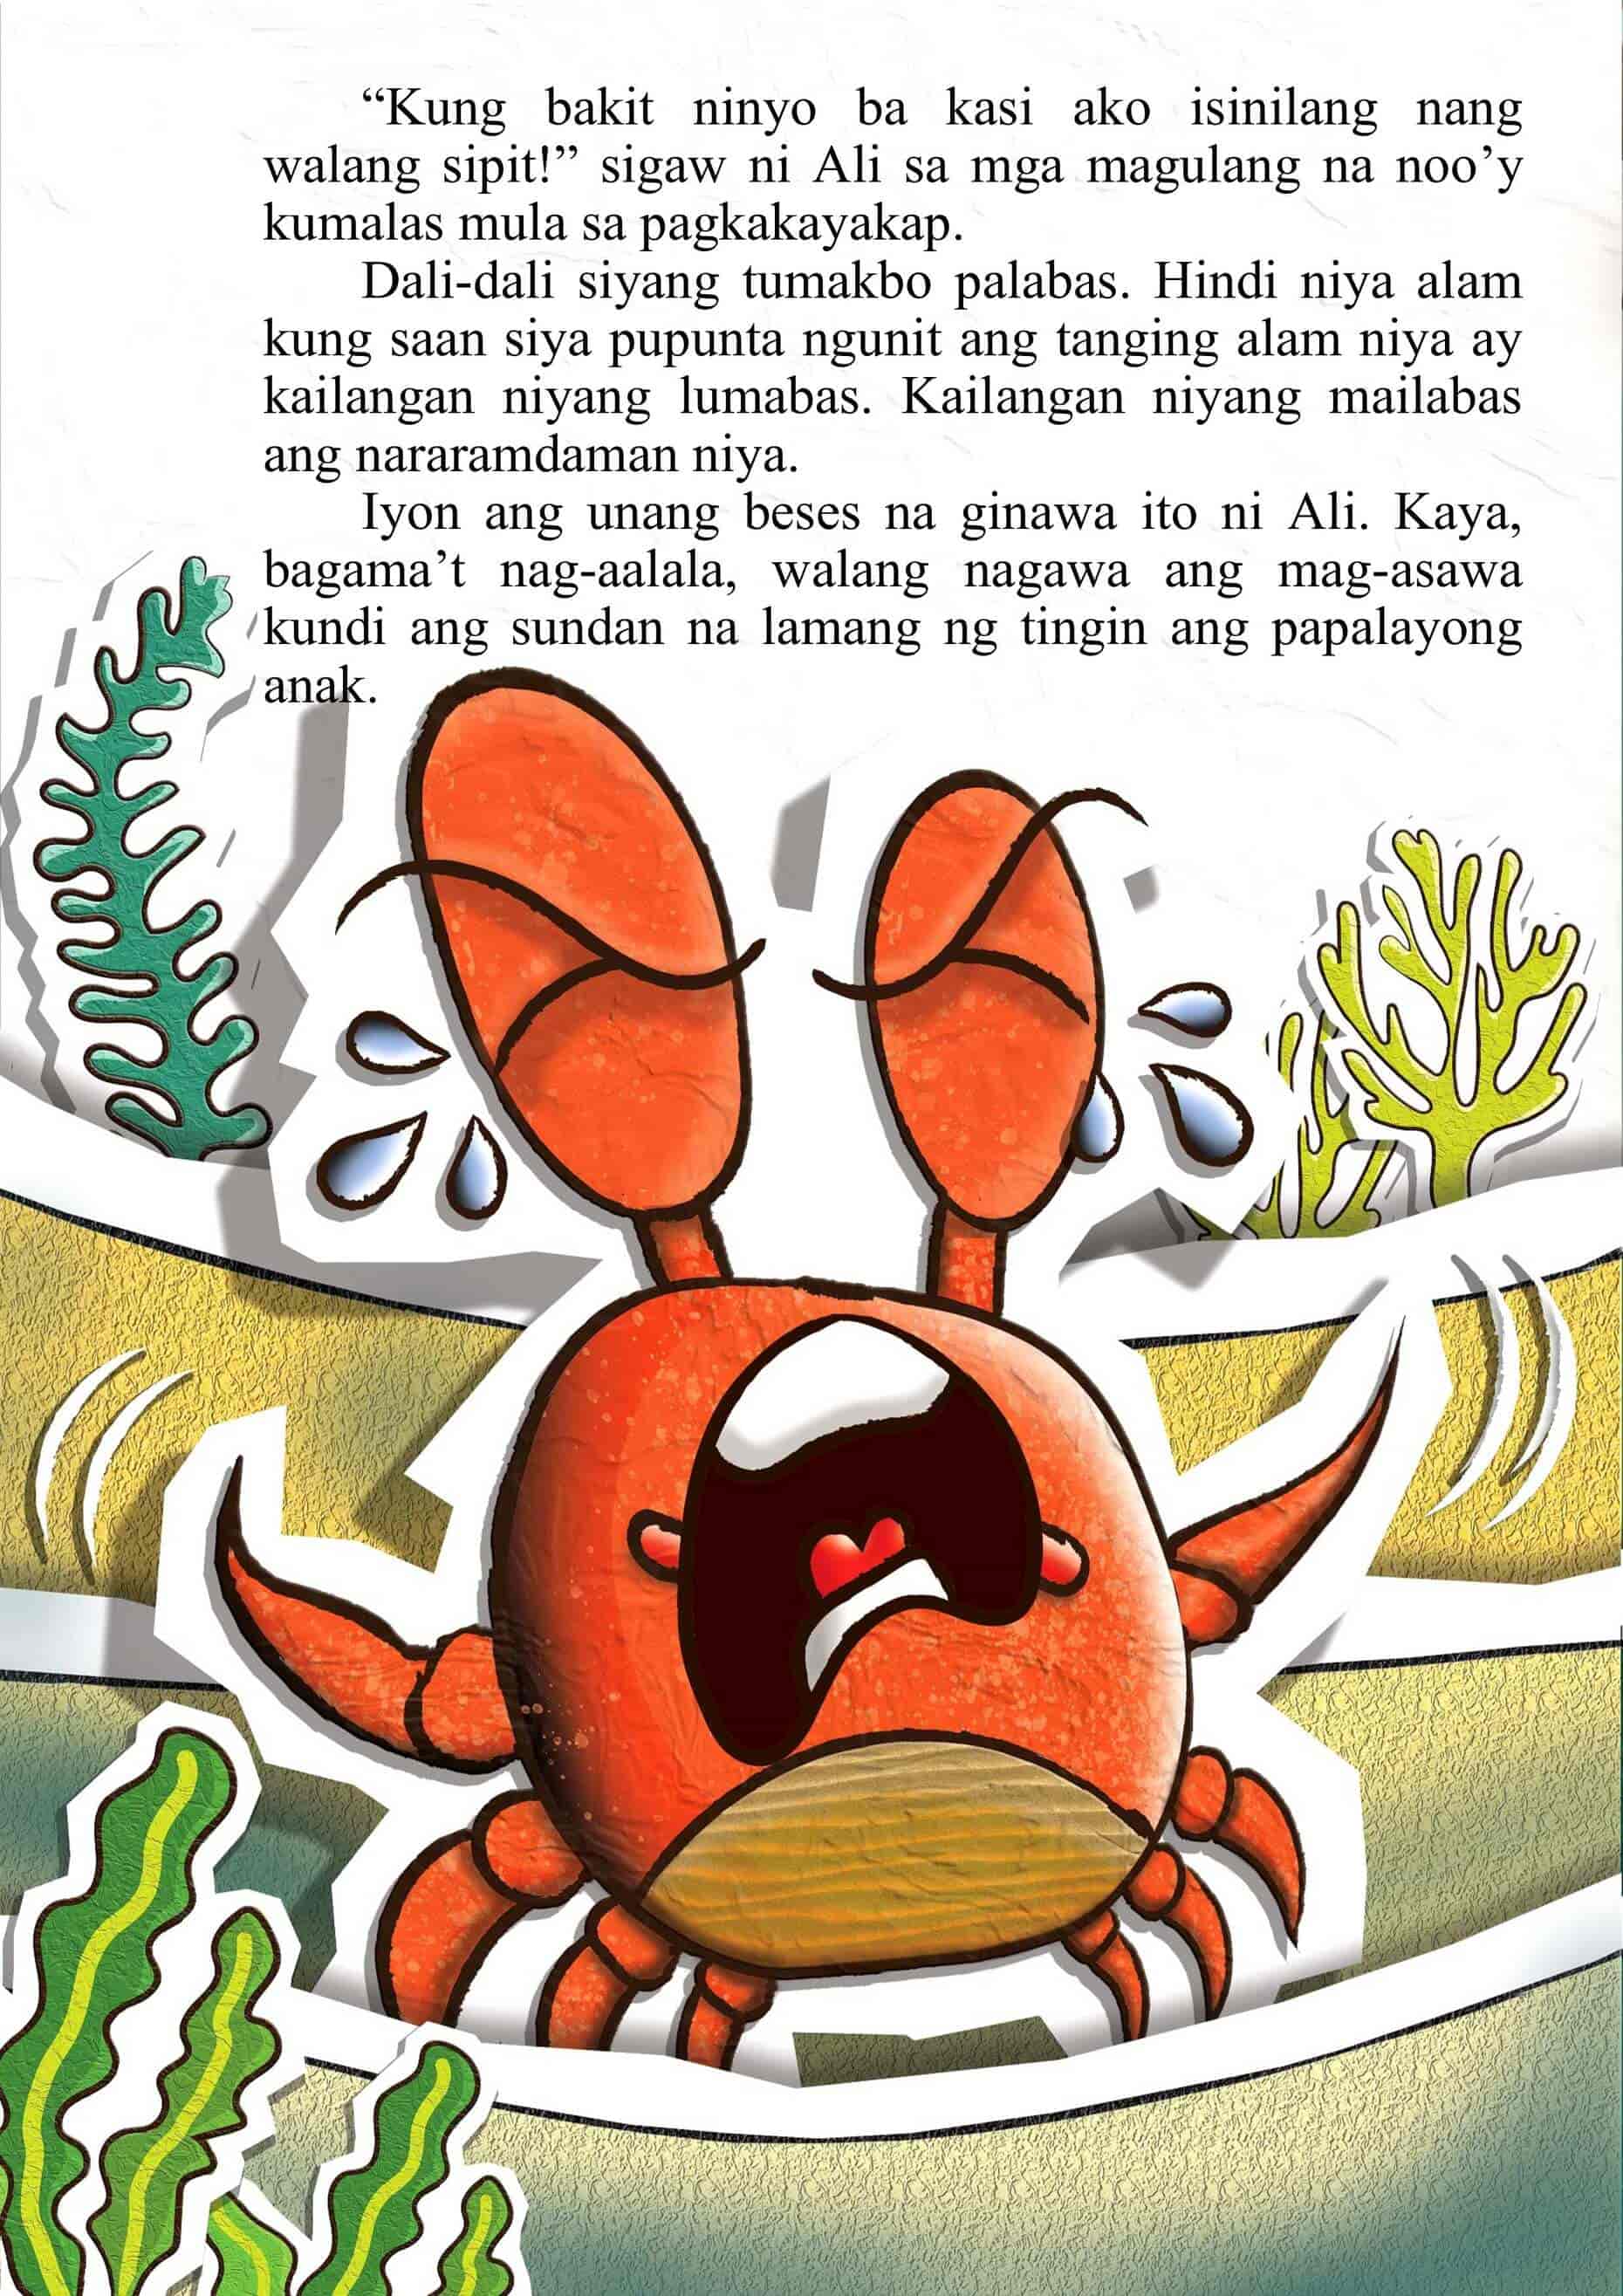 “Kung bakit ninyo ba kasi ako isinilang nang
walang sipit!” sigaw ni Ali sa mga magulang na noo’y
kumalas mula sa pagkakayakap.
Dali-dali siyang tumakbo palabas. Hindi niya alam
kung saan siya pupunta ngunit ang tanging alam niya ay
kailangan niyang lumabas. Kailangan niyang mailabas
ang nararamdaman niya.
Iyon ang unang beses na ginawa ito ni Ali. Kaya,
bagama’t nag-aalala, walang nagawa ang mag-asawa
kundi ang sundan na lamang ng tingin ang papalayong
anak.